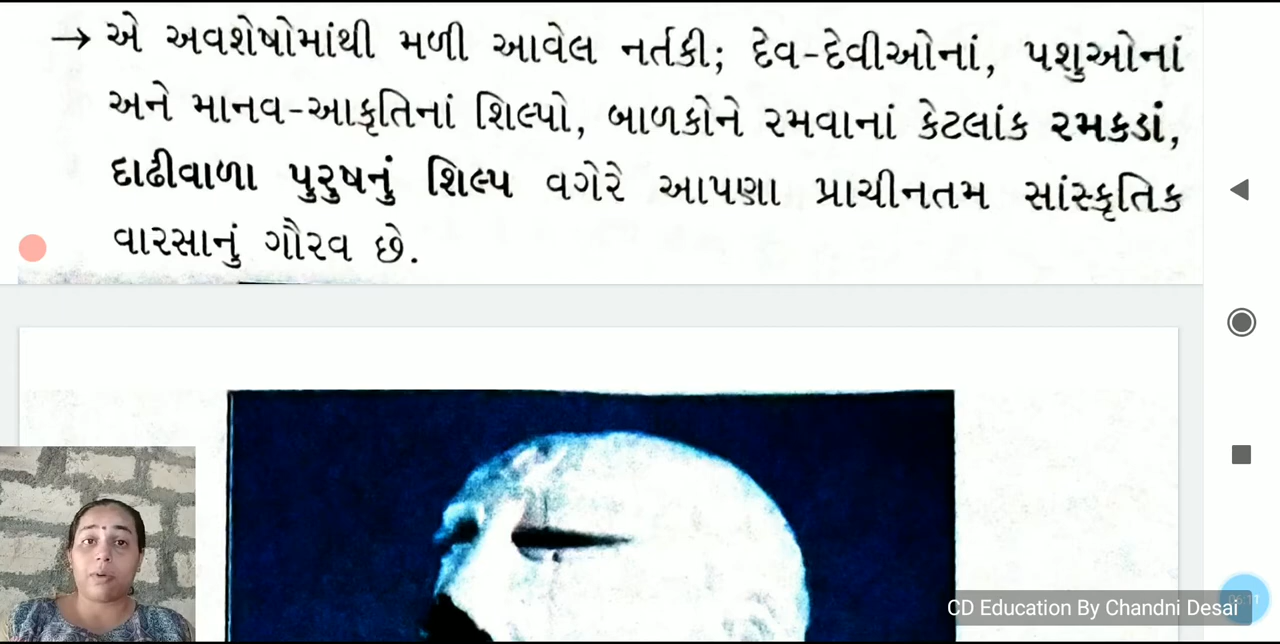 → એ અવશેષોમાંથી મળી આવેલ નર્તકી; દેવ-દેવીઓનાં, પશુઓનાં
અને માનવ-આકૃતિનાં શિલ્પો, બાળકોને રમવાનાં કેટલાંક રમકડાં,
દાઢીવાળા પુરુષનું શિલ્પ વગેરે આપણા પ્રાચીનતમ સાંસ્કૃતિક
વારસાનું ગૌરવ છે.
CD Education By Chandni Desai